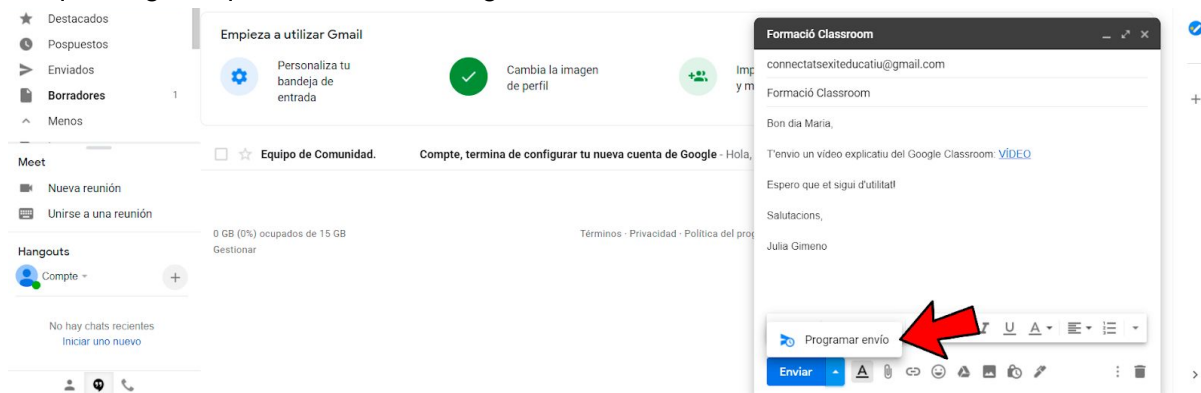 Destacados
Pospuestos
Enviados
Borradores 1
Menos
Meet
Nueva reunión
Unirse a una reunión
Hangouts
Compte
No hay chats recientes
Iniciar uno nuevo
Empieza a utilizar Gmail
Personaliza tu
bandeja de
entrada
Cambia la imagen
de perfil
Equipo de Comunidad. Compte, termina de configurar tu nueva cuenta de Google - Hola,
0 GB (0%) ocupados de 15 GB
Gestionar
Términos · Privacidad · Política del
Formació Classroom
connectatsexiteducatiu@gmail.com
Formació Classroom
Bon dia Maria,
T'envio un vídeo explicatiu del Google Classroom: VÍDEO
Espero que et sigui d'utilitat!
Salutacions,
Julia Gimeno
Programar envío
Enviar